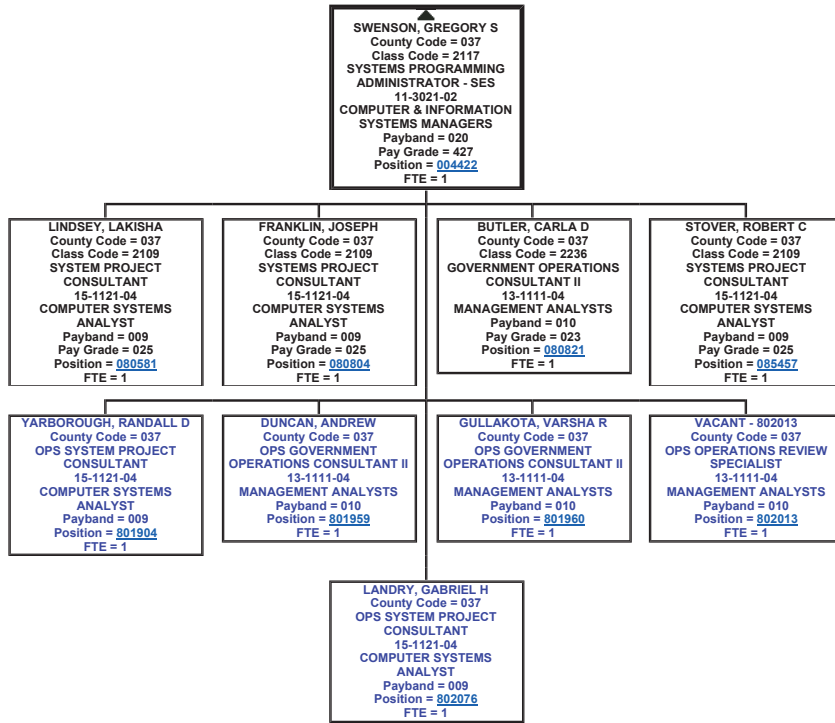 SWENSON, GREGORY S
County Code = 037
Class Code = 2117
SYSTEMS PROGRAMMING
ADMINISTRATOR - SES
11-3021-02
COMPUTER & INFORMATION
SYSTEMS MANAGERS
Payband = 020
Pay Grade = 427
Position = 004422
FTE = 1
LINDSEY, LAKISHA
County Code = 037
Class Code = 2109
SYSTEM PROJECT
CONSULTANT
15-1121-04
COMPUTER SYSTEMS
ANALYST
Payband = 009
Pay Grade = 025
Position = 080581
FTE = 1
FRANKLIN, JOSEPH
County Code = 037
Class Code = 2109
SYSTEMS PROJECT
CONSULTANT
15-1121-04
COMPUTER SYSTEMS
ANALYST
Payband = 009
Pay Grade = 025
Position = 080804
FTE = 1
BUTLER, CARLA D
County Code = 037
Class Code = 2236
GOVERNMENT OPERATIONS
CONSULTANT II
13-1111-04
MANAGEMENT ANALYSTS
Payband = 010
Pay Grade = 023
Position = 080821
FTE = 1
STOVER, ROBERT C
County Code = 037
Class Code = 2109
SYSTEMS PROJECT
CONSULTANT
15-1121-04
COMPUTER SYSTEMS
ANALYST
Payband = 009
Pay Grade = 025
Position = 085457
FTE = 1
YARBOROUGH, RANDALL D
County Code = 037
OPS SYSTEM PROJECT
CONSULTANT
15-1121-04
COMPUTER SYSTEMS
ANALYST
Payband = 009
Position = 801904
FTE = 1
DUNCAN, ANDREW
County Code = 037
OPS GOVERNMENT
OPERATIONS CONSULTANT II
13-1111-04
MANAGEMENT ANALYSTS
Payband = 010
Position = 801959
FTE = 1
GULLAKOTA, VARSHA R
County Code = 037
OPS GOVERNMENT
OPERATIONS CONSULTANT II
13-1111-04
MANAGEMENT ANALYSTS
Payband = 010
Position = 801960
FTE = 1
VACANT - 802013
County Code = 037
OPS OPERATIONS REVIEW
SPECIALIST
13-1111-04
MANAGEMENT ANALYSTS
Payband = 010
Position = 802013
FTE = 1
LANDRY, GABRIEL H
County Code = 037
OPS SYSTEM PROJECT
CONSULTANT
15-1121-04
COMPUTER SYSTEMS
ANALYST
Payband = 009
Position = 802076
FTE = 1